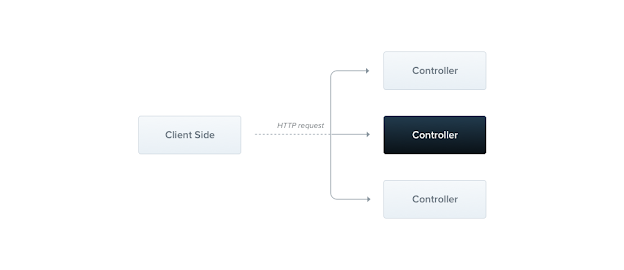 Controller
HTTP request
Client Side
Controller
Controller